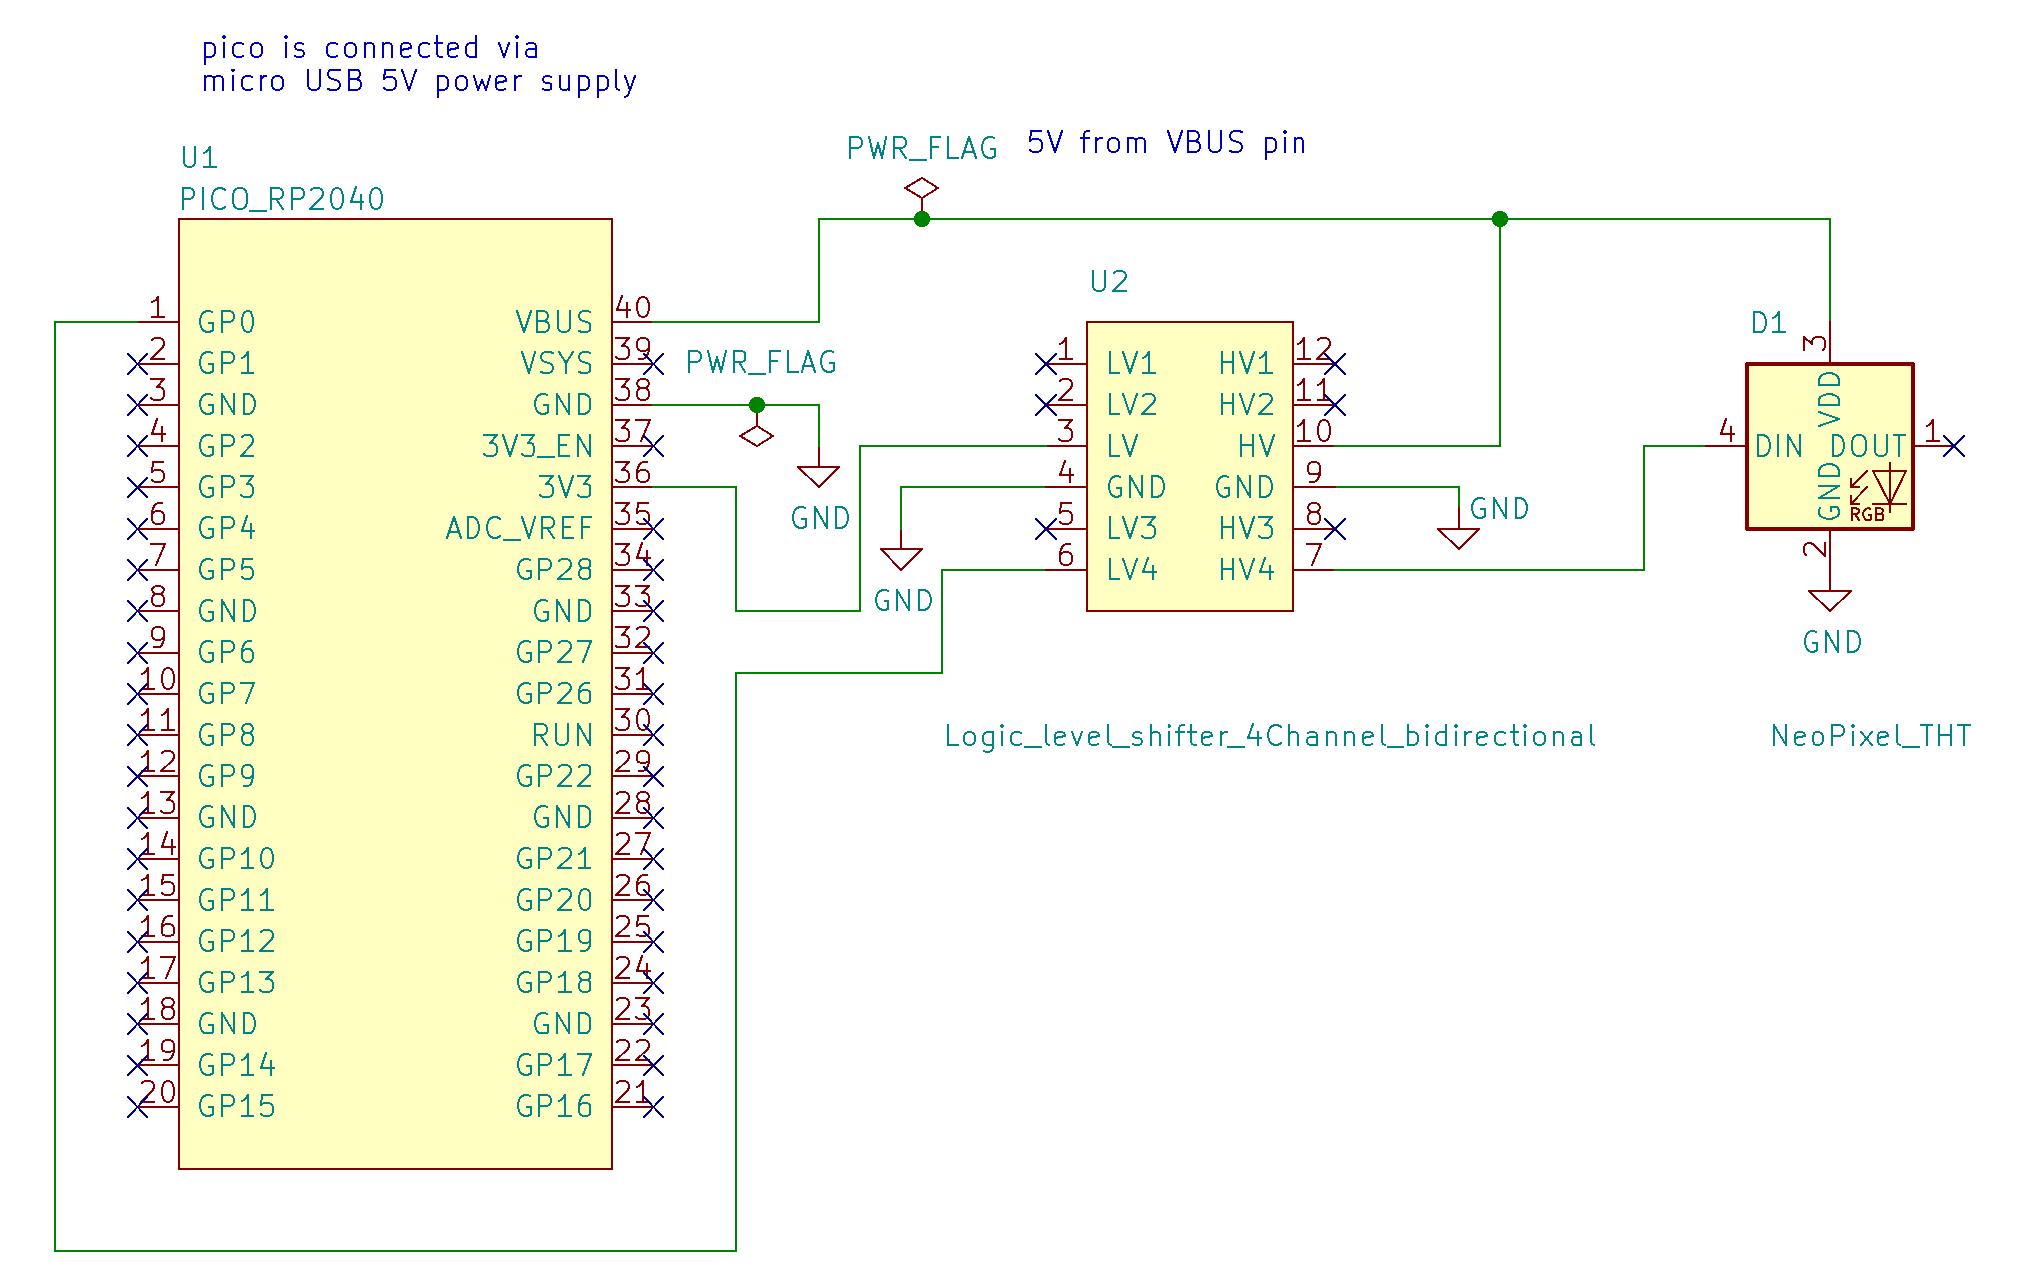 pico is connected via
micro USB 5V power supply
PWR_FLAG
5V from VBUS pin
U1
PICO_RP2040
1 GP0 VBUS 40
2 GP1 VSYS 39
3 GND GND 38
4 GP2 3V3_EN 37
5 GP3 3V3 36
6 GP4 ADC_VREF 35
7 GP5 GP28 34
8 GND GND 33
9 GP6 GP27 32
10 GP7 GP26 31
11 GP8 RUN 30
12 GP9 GP22 29
13 GND GND 28
14 GP10 GP21 27
15 GP11 GP20 26
16 GP12 GP19 25
17 GP13 GP18 24
18 GND GND 23
19 GP14 GP17 22
20 GP15 GP16 21
PWR_FLAG
GND
GND
U2
1 LV1 HV1 12
2 LV2 HV2 11
3 LV HV 10
4 GND GND 9
5 LV3 HV3 8
6 LV4 HV4 7
GND
Logic_level_shifter_4Channel_bidirectional
D1
3
VDD
4 DIN DOUT 1
GND
RGB
2
GND
NeoPixel_THT